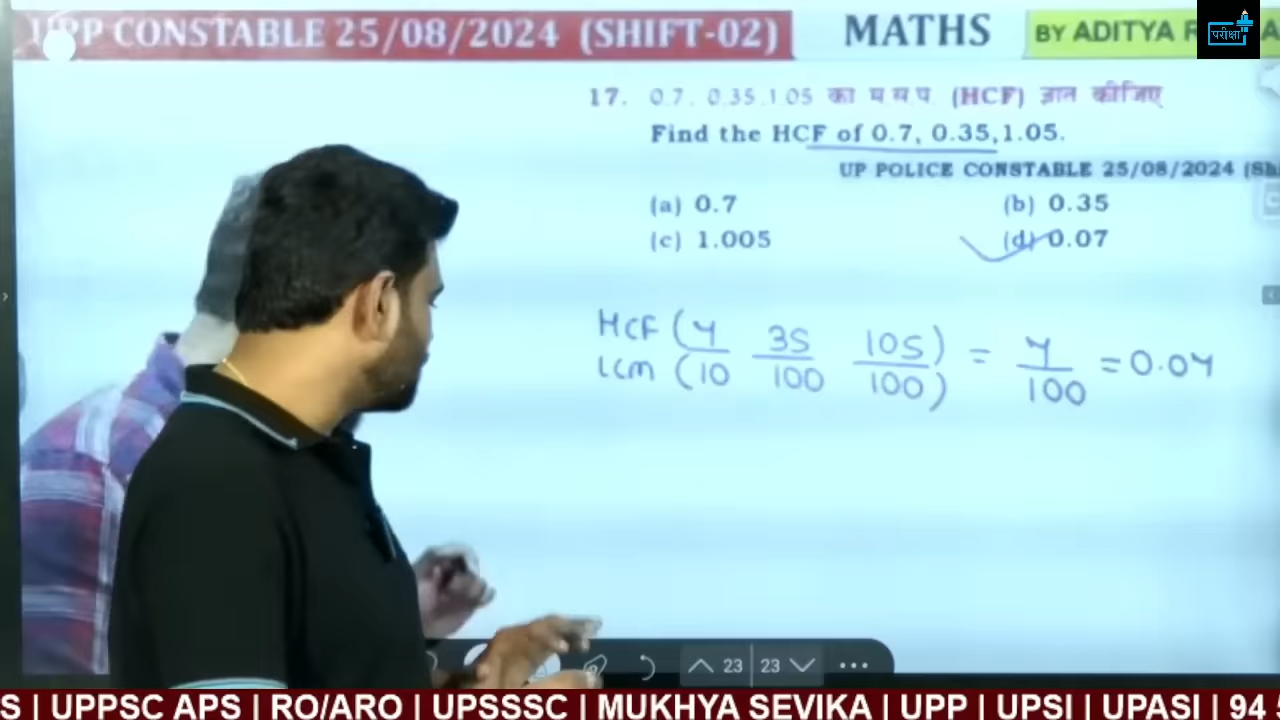 UPP CONSTABLE 25/08/2024 (SHIFT-02)
MATHS
BY ADITYA
परीक्षा
17. 0.7, 0.35,1.05 का म.स.प. (HCF) ज्ञात कीजिए
Find the HCF of 0.7, 0.35,1.05.
UP POLICE CONSTABLE 25/08/2024 (Sh
(a) 0.7 (b) 0.35
(c) 1.005 (d) 0.07
HCF (7 35 105) = 7 = 0.07
LCM (10 100 100) 100
23 23
S | UPPSC APS | RO/ARO | UPSSSC | MUKHYA SEVIKA | UPP | UPSI | UPASI | 94